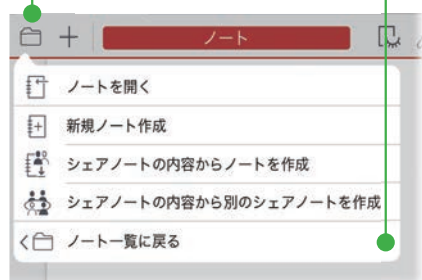 ノート
ノートを開く
新規ノート作成
シェアノートの内容からノートを作成
シェアノートの内容から別のシェアノートを作成
ノート一覧に戻る